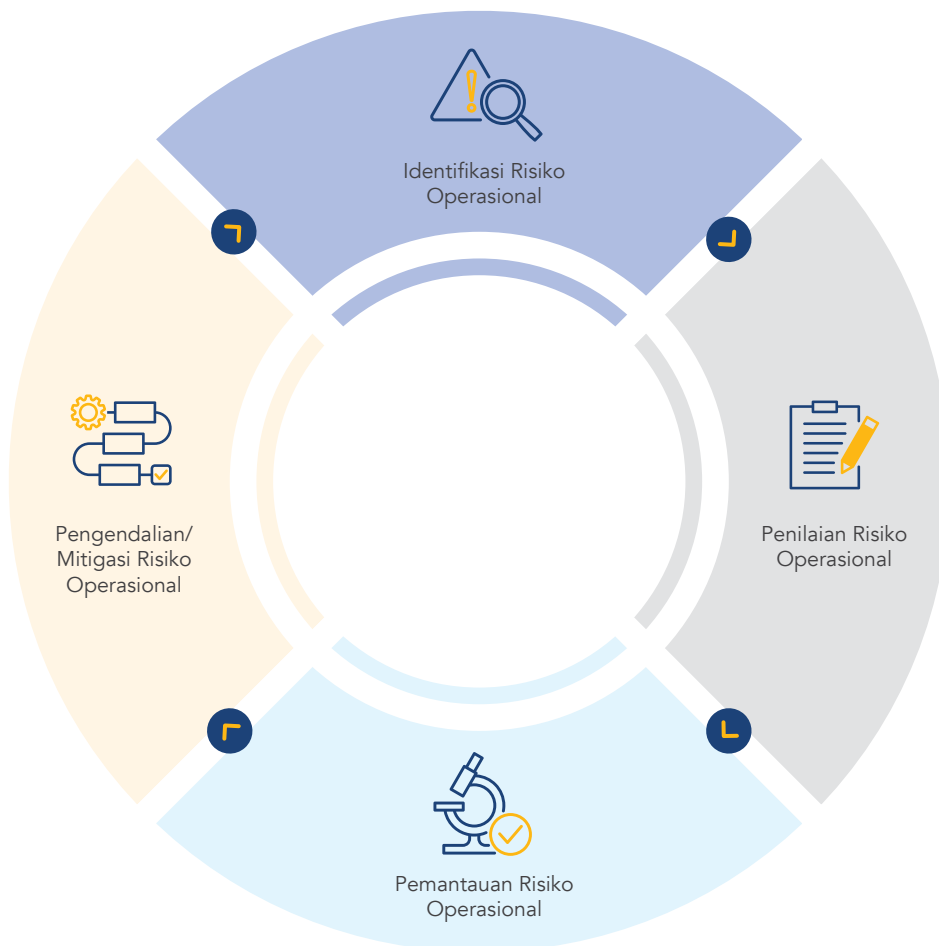 Identifikasi Risiko
Operasional
Penilaian Risiko
Operasional
Pemantauan Risiko
Operasional
Pengendalian/
Mitigasi Risiko
Operasional